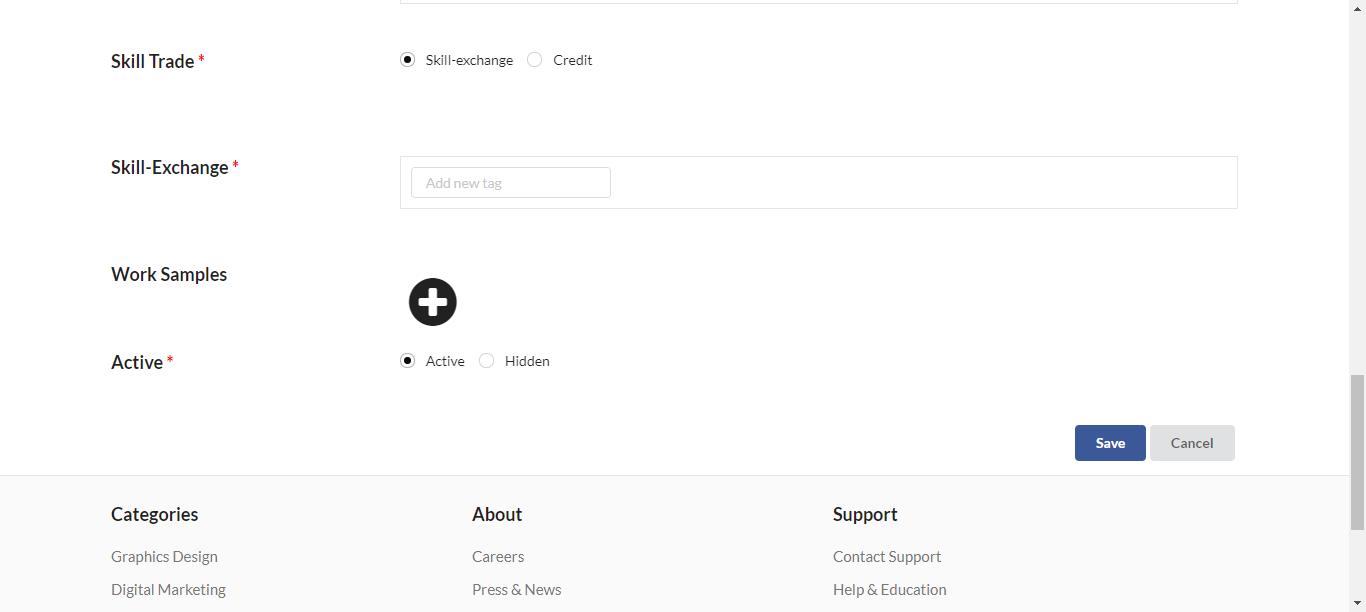 Skill Trade *
Skill-exchange Credit
Skill-Exchange *
Add new tag
Work Samples
Active *
Active Hidden
Save Cancel
Categories About Support
Graphics Design Careers Contact Support
Digital Marketing Press & News Help & Education